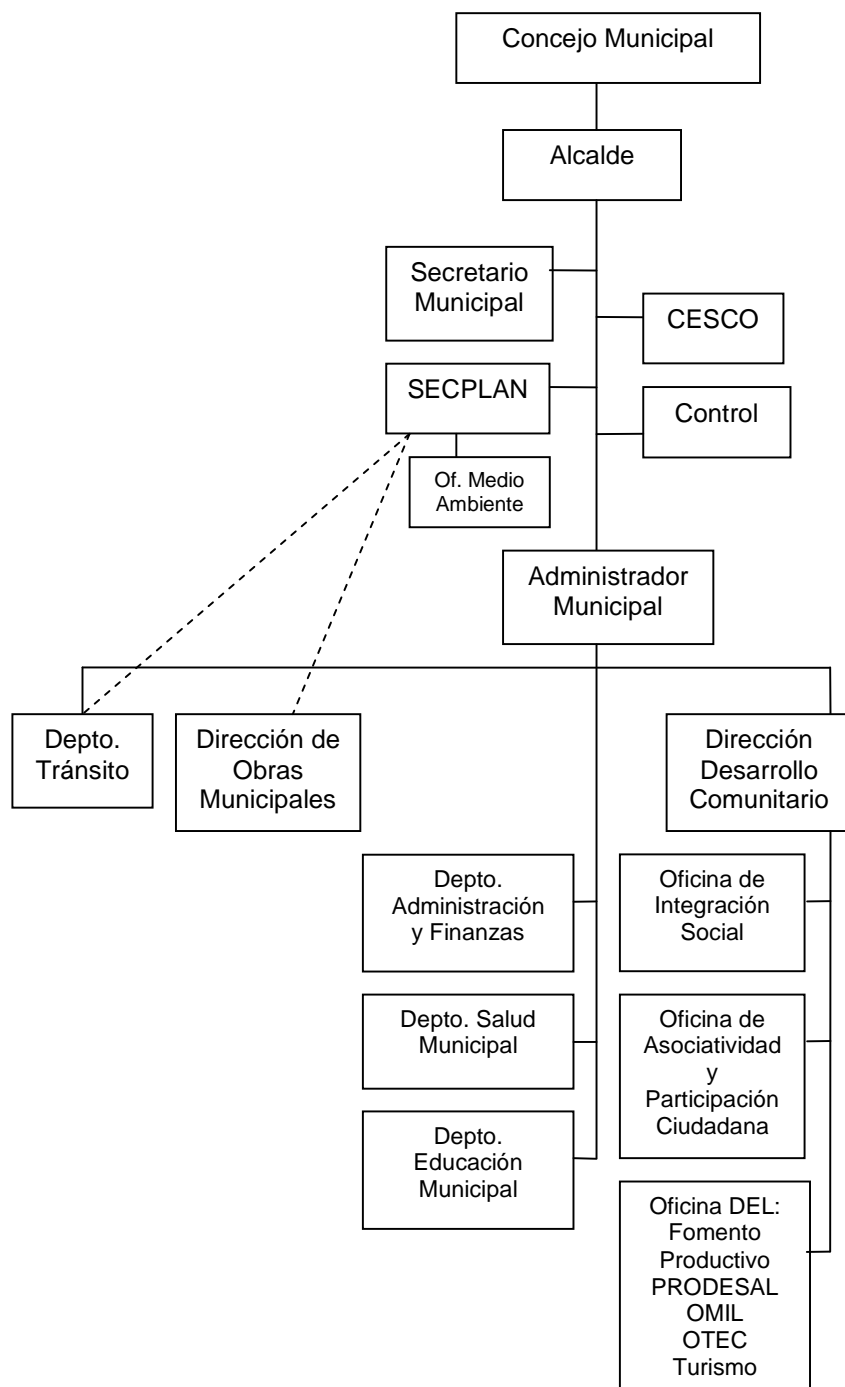 Concejo Municipal
Alcalde
Secretario
Municipal
CESCO
SECPLAN
Control
Of. Medio
Ambiente
Administrador
Municipal
Depto.
Tránsito
Dirección de
Obras
Municipales
Dirección
Desarrollo
Comunitario
Depto.
Administración
y Finanzas
Oficina de
Integración
Social
Depto. Salud
Municipal
Oficina de
Asociatividad
y
Participación
Ciudadana
Depto.
Educación
Municipal
Oficina DEL:
Fomento
Productivo
PRODESAL
OMIL
OTEC
Turismo